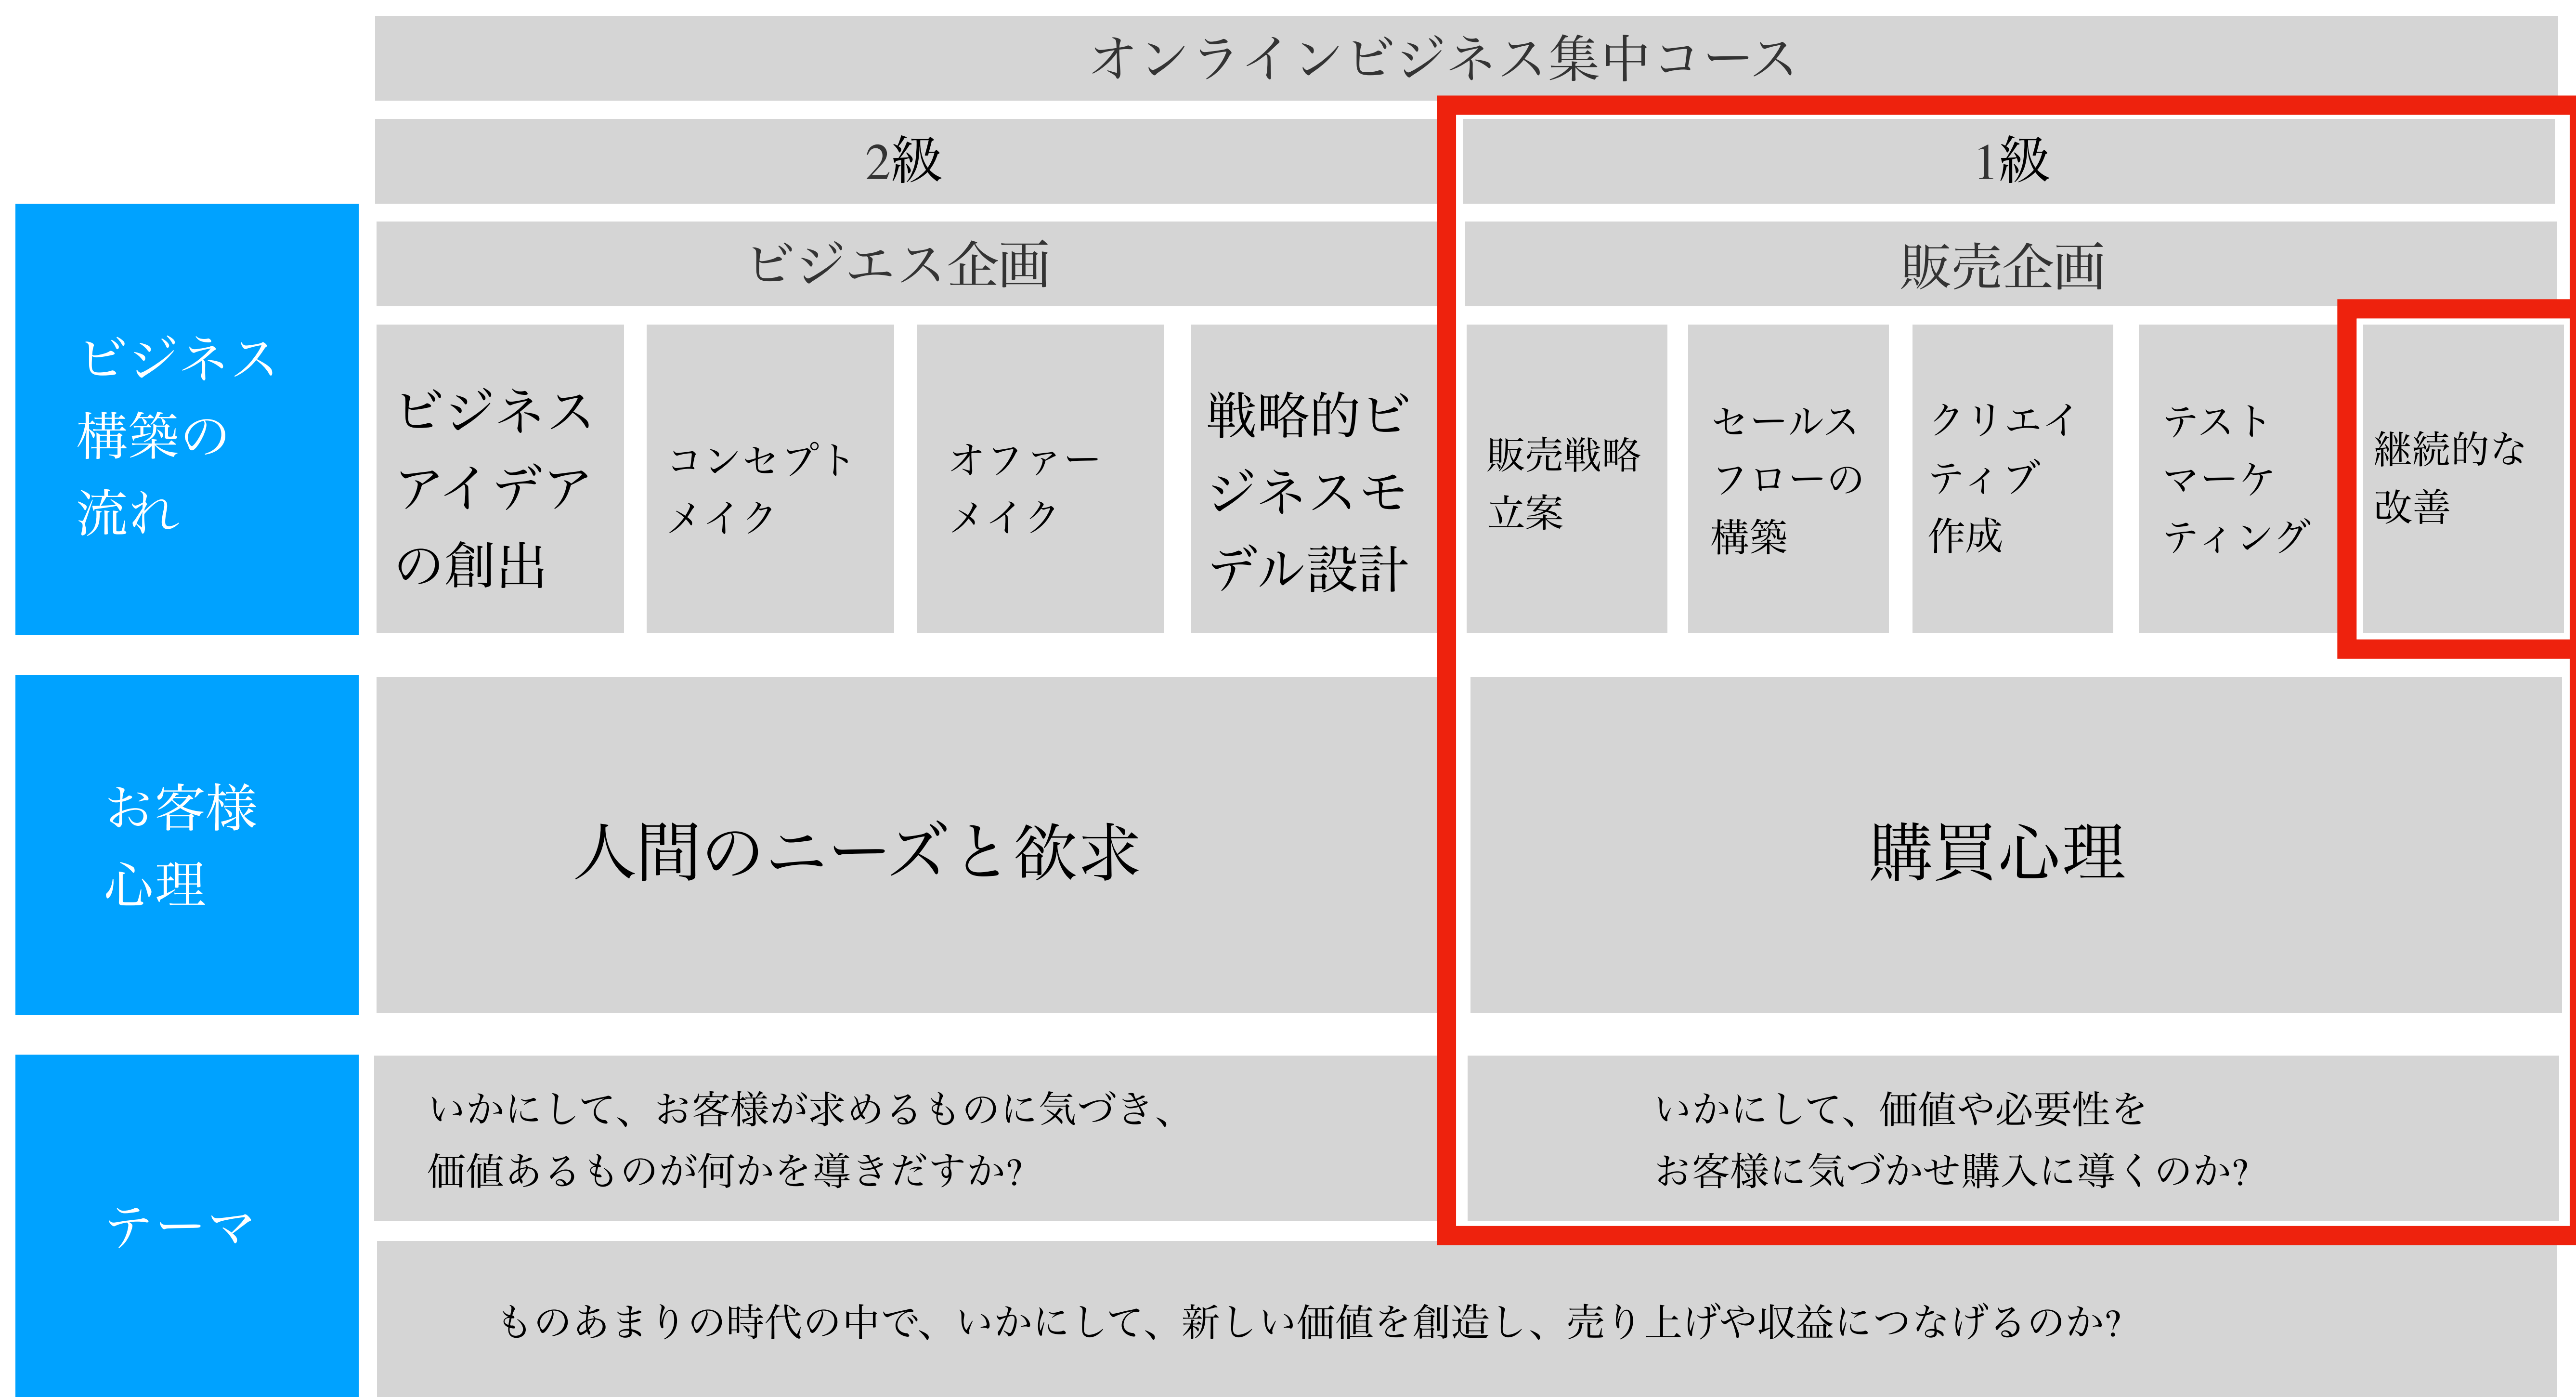 オンラインビジネス集中コース
2級
1級
ビジエス企画
販売企画
ビジネス
構築の
流れ
ビジネス
アイデア
の創出
コンセプト
メイク
オファー
メイク
戦略的ビ
ジネスモ
デル設計
販売戦略
立案
セールス
フローの
構築
クリエイ
ティブ
作成
テスト
マーケ
ティング
継続的な
改善
お客様
心理
人間のニーズと欲求
購買心理
テーマ
いかにして、お客様が求めるものに気づき、
価値あるものが何かを導きだすか?
いかにして、価値や必要性を
お客様に気づかせ購入に導くのか?
ものあまりの時代の中で、いかにして、新しい価値を創造し、売り上げや収益につなげるのか?